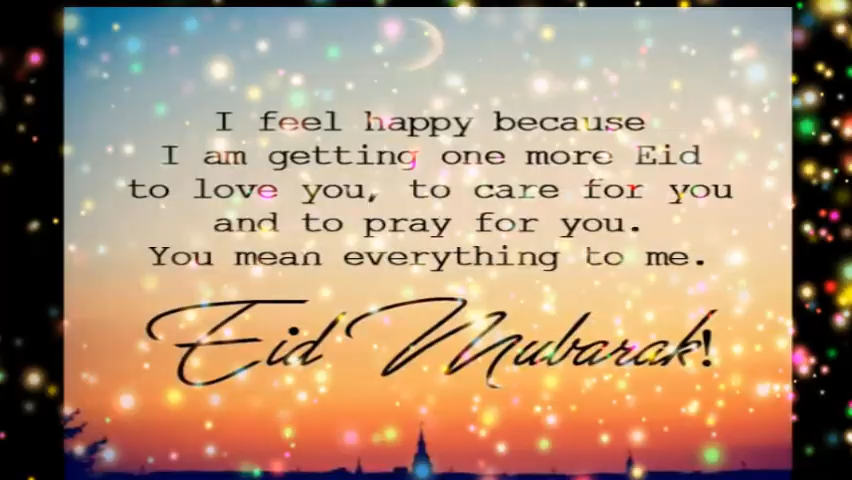 I feel happy because
I am getting one more Eid
to love you, to care for you
and to pray for you.
You mean everything to me.
Eid Mubarak!